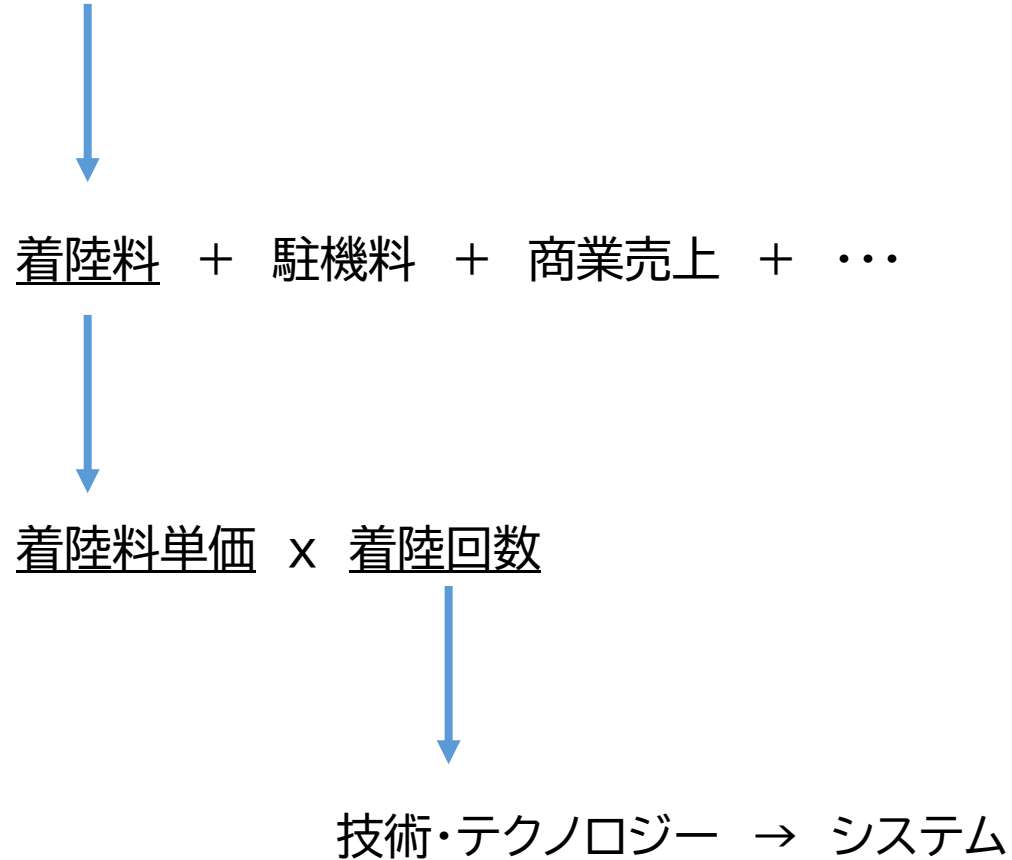 着陸料 + 駐機料 + 商業売上 + ･･･
着陸料単価 x 着陸回数
技術･テクノロジー → システム